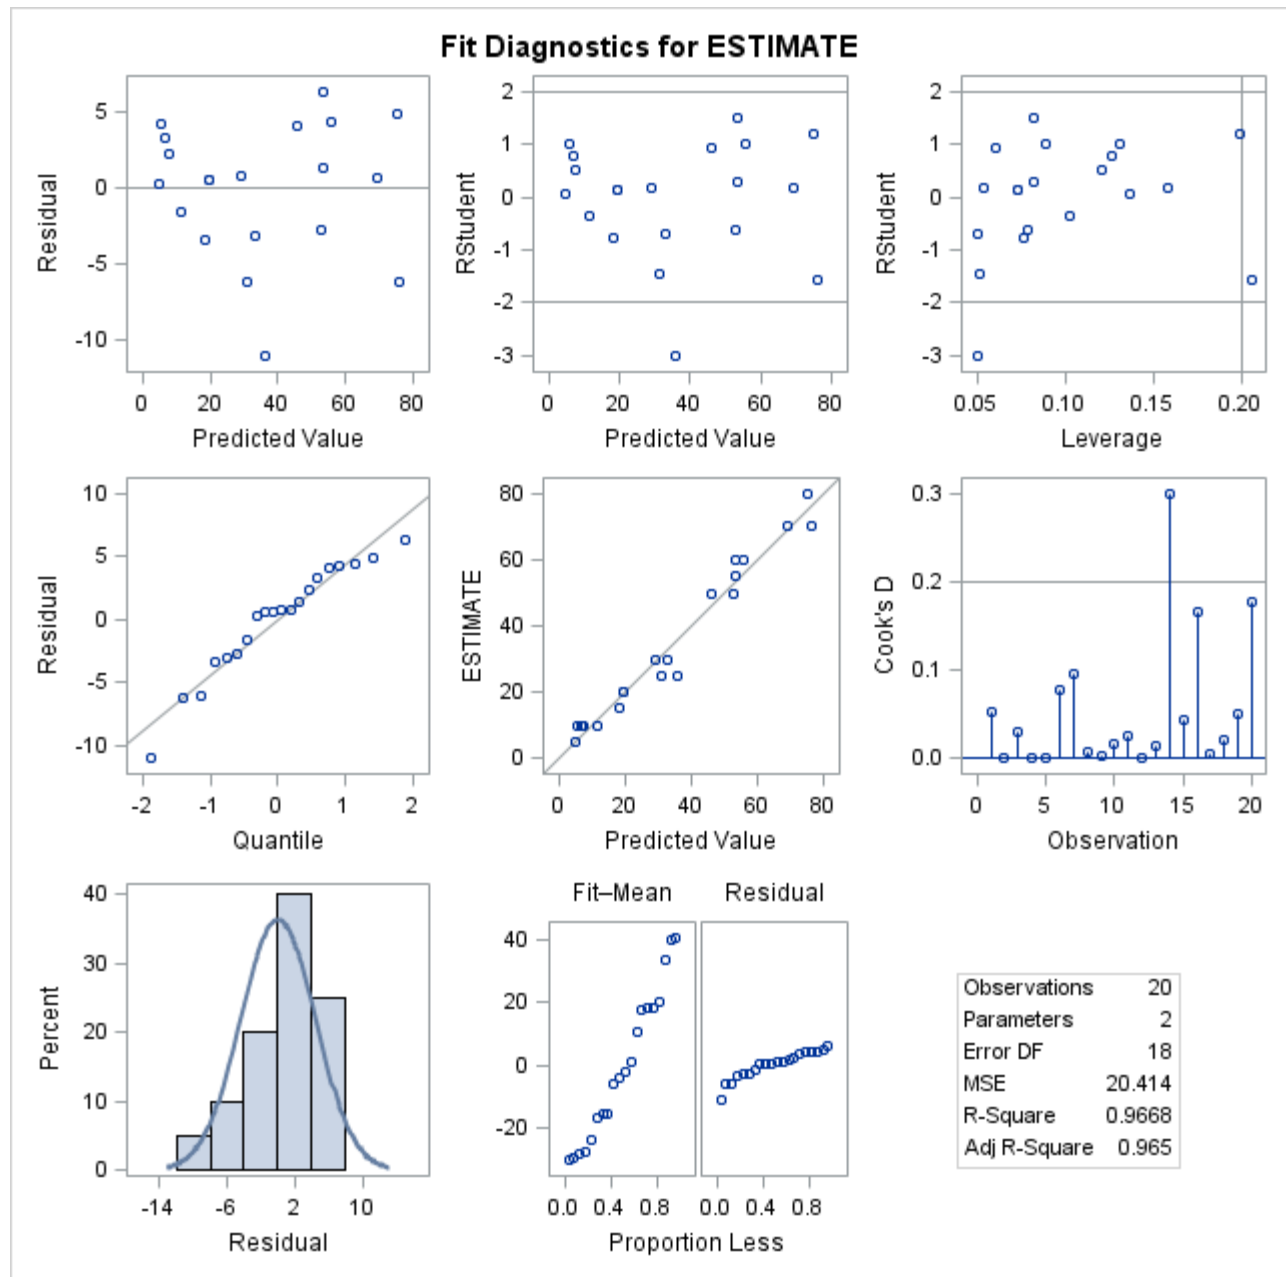 Fit Diagnostics for ESTIMATE
Residual
5
0
-5
-10
0 20 40 60 80
Predicted Value
RStudent
2
1
0
-1
-2
-3
0 20 40 60 80
Predicted Value
RStudent
2
1
0
-1
-2
-3
0.05 0.10 0.15 0.20
Leverage
Residual
10
5
0
-5
-10
-2 -1 0 1 2
Quantile
ESTIMATE
80
60
40
20
0
0 20 40 60 80
Predicted Value
Cook's D
0.3
0.2
0.1
0.0
0 5 10 15 20
Observation
Percent
40
30
20
10
0
-14 -6 2 10
Residual
Fit–Mean Residual
40
20
0
-20
0.0 0.4 0.8 0.0 0.4 0.8
Proportion Less
Observations 20
Parameters 2
Error DF 18
MSE 20.414
R-Square 0.9668
Adj R-Square 0.965